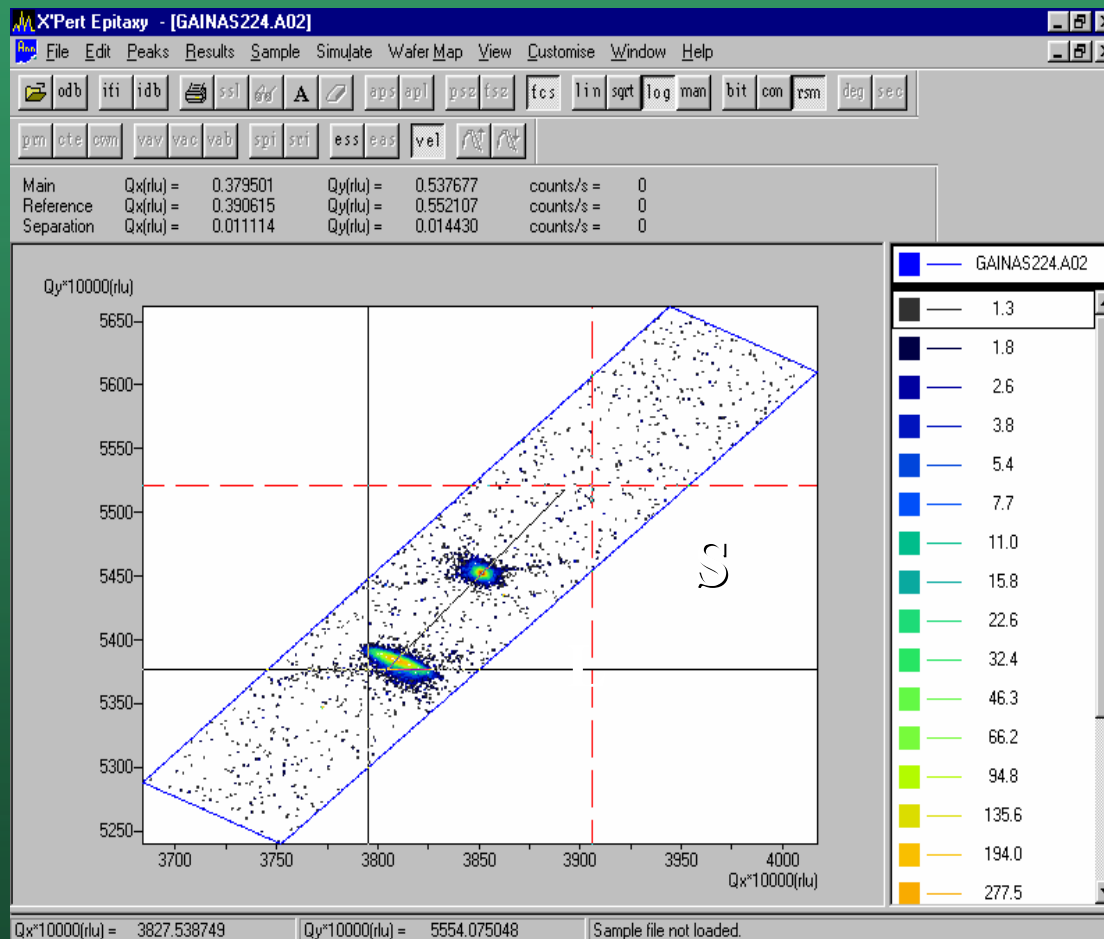 X'Pert Epitaxy - [GAINAS224.A02]
File Edit Peaks Results Sample Simulate Wafer Map View Customise Window Help
odb ifi idb ssl A aps apl psz fsz fcs lin sqrt log man bit con rsm deg sec
prn cte cwn vav vac vab spi sri ess eas vel
Main Qx(rlu) = 0.379501 Qy(rlu) = 0.537677 counts/s = 0
Reference Qx(rlu) = 0.390615 Qy(rlu) = 0.552107 counts/s = 0
Separation Qx(rlu) = 0.011114 Qy(rlu) = 0.014430 counts/s = 0
Qy*10000(rlu)
5650
5600
5550
5500
5450
5400
5350
5300
5250
S
3700 3750 3800 3850 3900 3950 4000
Qx*10000(rlu)
GAINAS224.A02
1.3
1.8
2.6
3.8
5.4
7.7
11.0
15.8
22.6
32.4
46.3
66.2
94.8
135.6
194.0
277.5
Qx*10000(rlu) = 3827.538749 Qy*10000(rlu) = 5554.075048 Sample file not loaded.